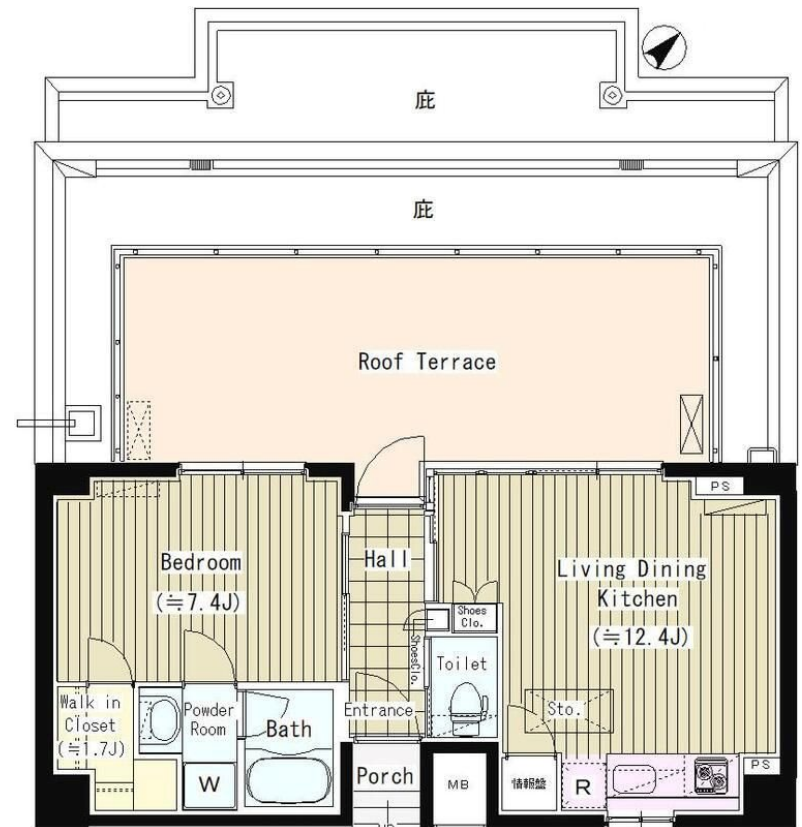 庇
庇
Roof Terrace
PS
Bedroom
(≒7.4J)
Hall
Living Dining
Kitchen
(≒12.4J)
Shoes
Clo.
ShoesClo.
Toilet
Walk in
Closet
(≒1.7J)
Powder
Room
Bath
Entrance
Sto.
PS
W
Porch
MB
情報盤
R